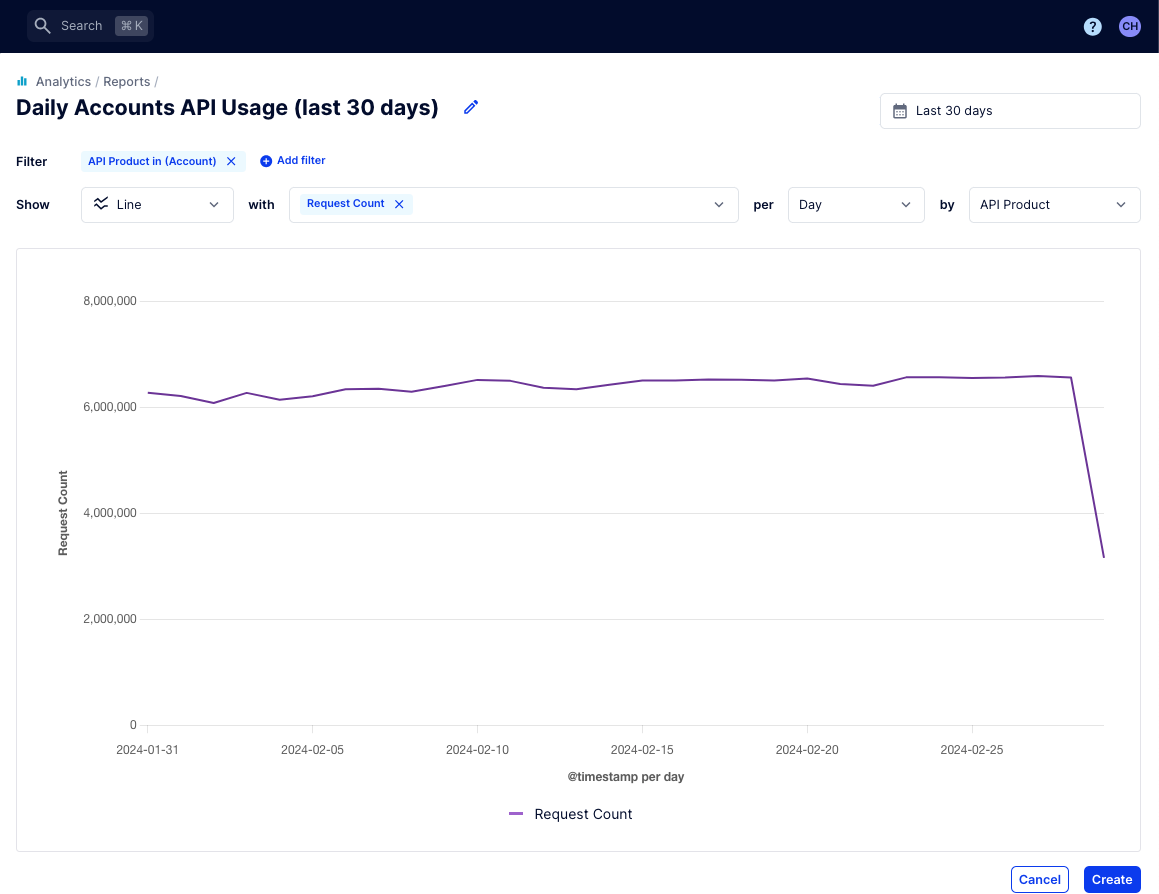 Search ⌘ K ? CH
Analytics / Reports /
Daily Accounts API Usage (last 30 days)
Last 30 days
Filter API Product in (Account) Add filter
Show Line with Request Count per Day by API Product
8,000,000
6,000,000
4,000,000
2,000,000
0
Request Count
2024-01-31 2024-02-05 2024-02-10 2024-02-15 2024-02-20 2024-02-25
@timestamp per day
Request Count
Cancel Create